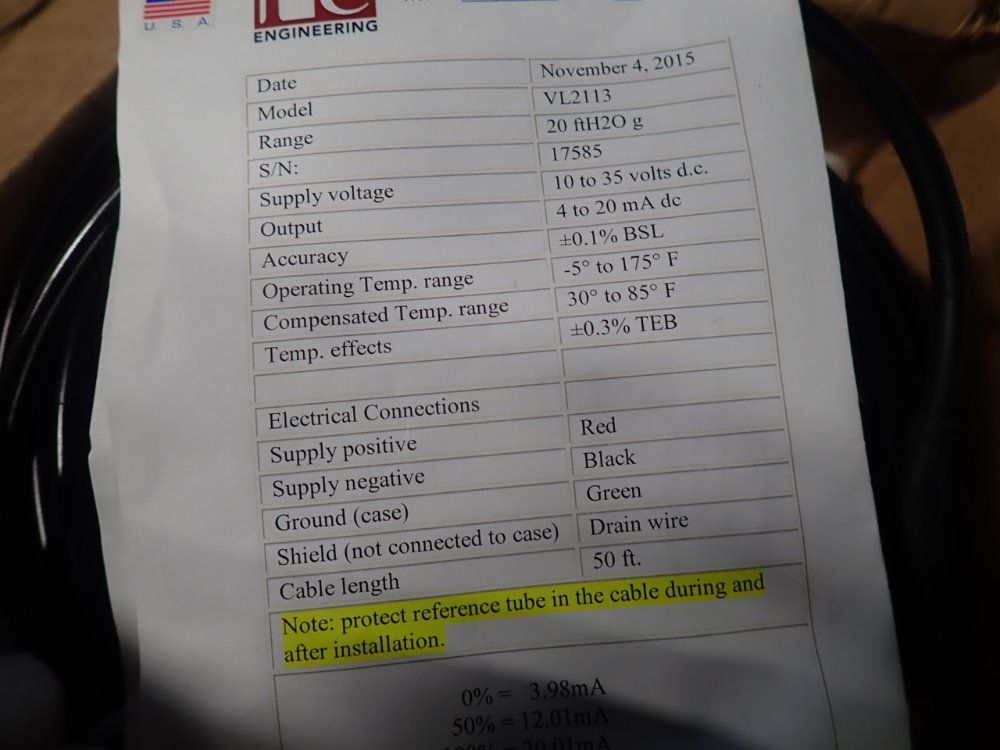 U. S. A.
ENGINEERING
Date November 4, 2015
Model VL2113
Range 20 ftH2O g
S/N: 17585
Supply voltage 10 to 35 volts d.c.
Output 4 to 20 mA dc
Accuracy ±0.1% BSL
Operating Temp. range -5° to 175° F
Compensated Temp. range 30° to 85° F
Temp. effects ±0.3% TEB
Electrical Connections
Supply positive Red
Supply negative Black
Ground (case) Green
Shield (not connected to case) Drain wire
Cable length 50 ft.
Note: protect reference tube in the cable during and
after installation.
0% = 3.98mA
50% = 12.01mA
100% = 20.01mA